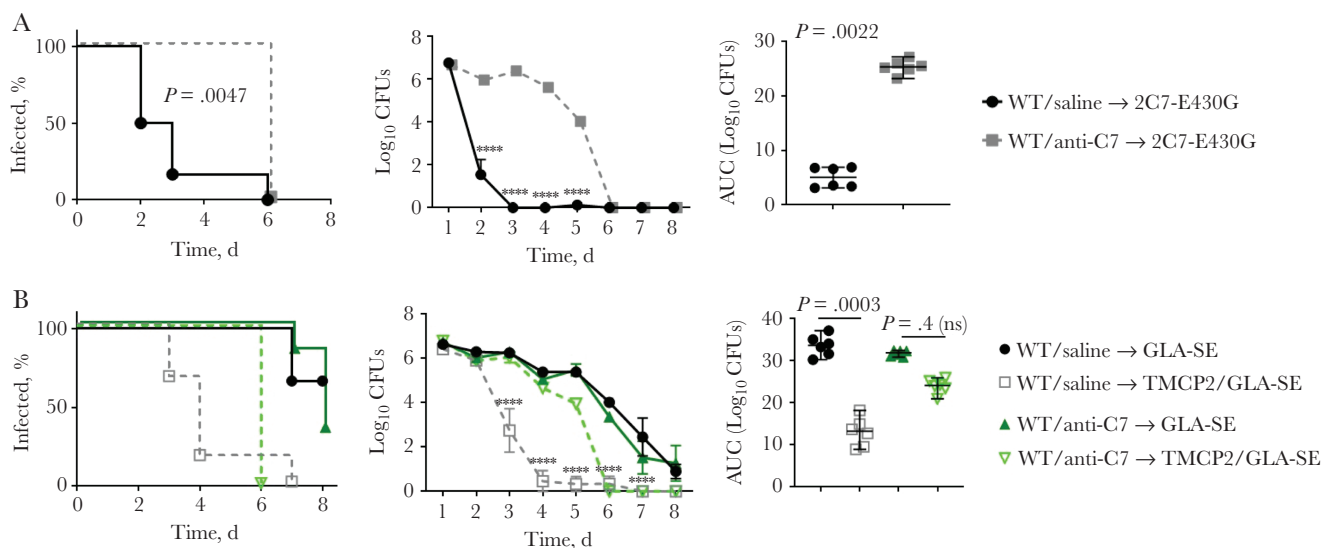 A
Infected, %
100
50
0
P = .0047
0 2 4 6 8
Time, d
Log10 CFUs
8
6
4
2
0
****
**** **** ****
1 2 3 4 5 6 7 8
Time, d
AUC (Log10 CFUs)
P = .0022
30
20
10
0
WT/saline → 2C7-E430G
WT/anti-C7 → 2C7-E430G
B
Infected, %
100
50
0
0 2 4 6 8
Time, d
Log10 CFUs
8
6
4
2
0
****
**** **** **** ****
1 2 3 4 5 6 7 8
Time, d
AUC (Log10 CFUs)
P = .0003
P = .4 (ns)
40
30
20
10
0
WT/saline → GLA-SE
WT/saline → TMCP2/GLA-SE
WT/anti-C7 → GLA-SE
WT/anti-C7 → TMCP2/GLA-SE